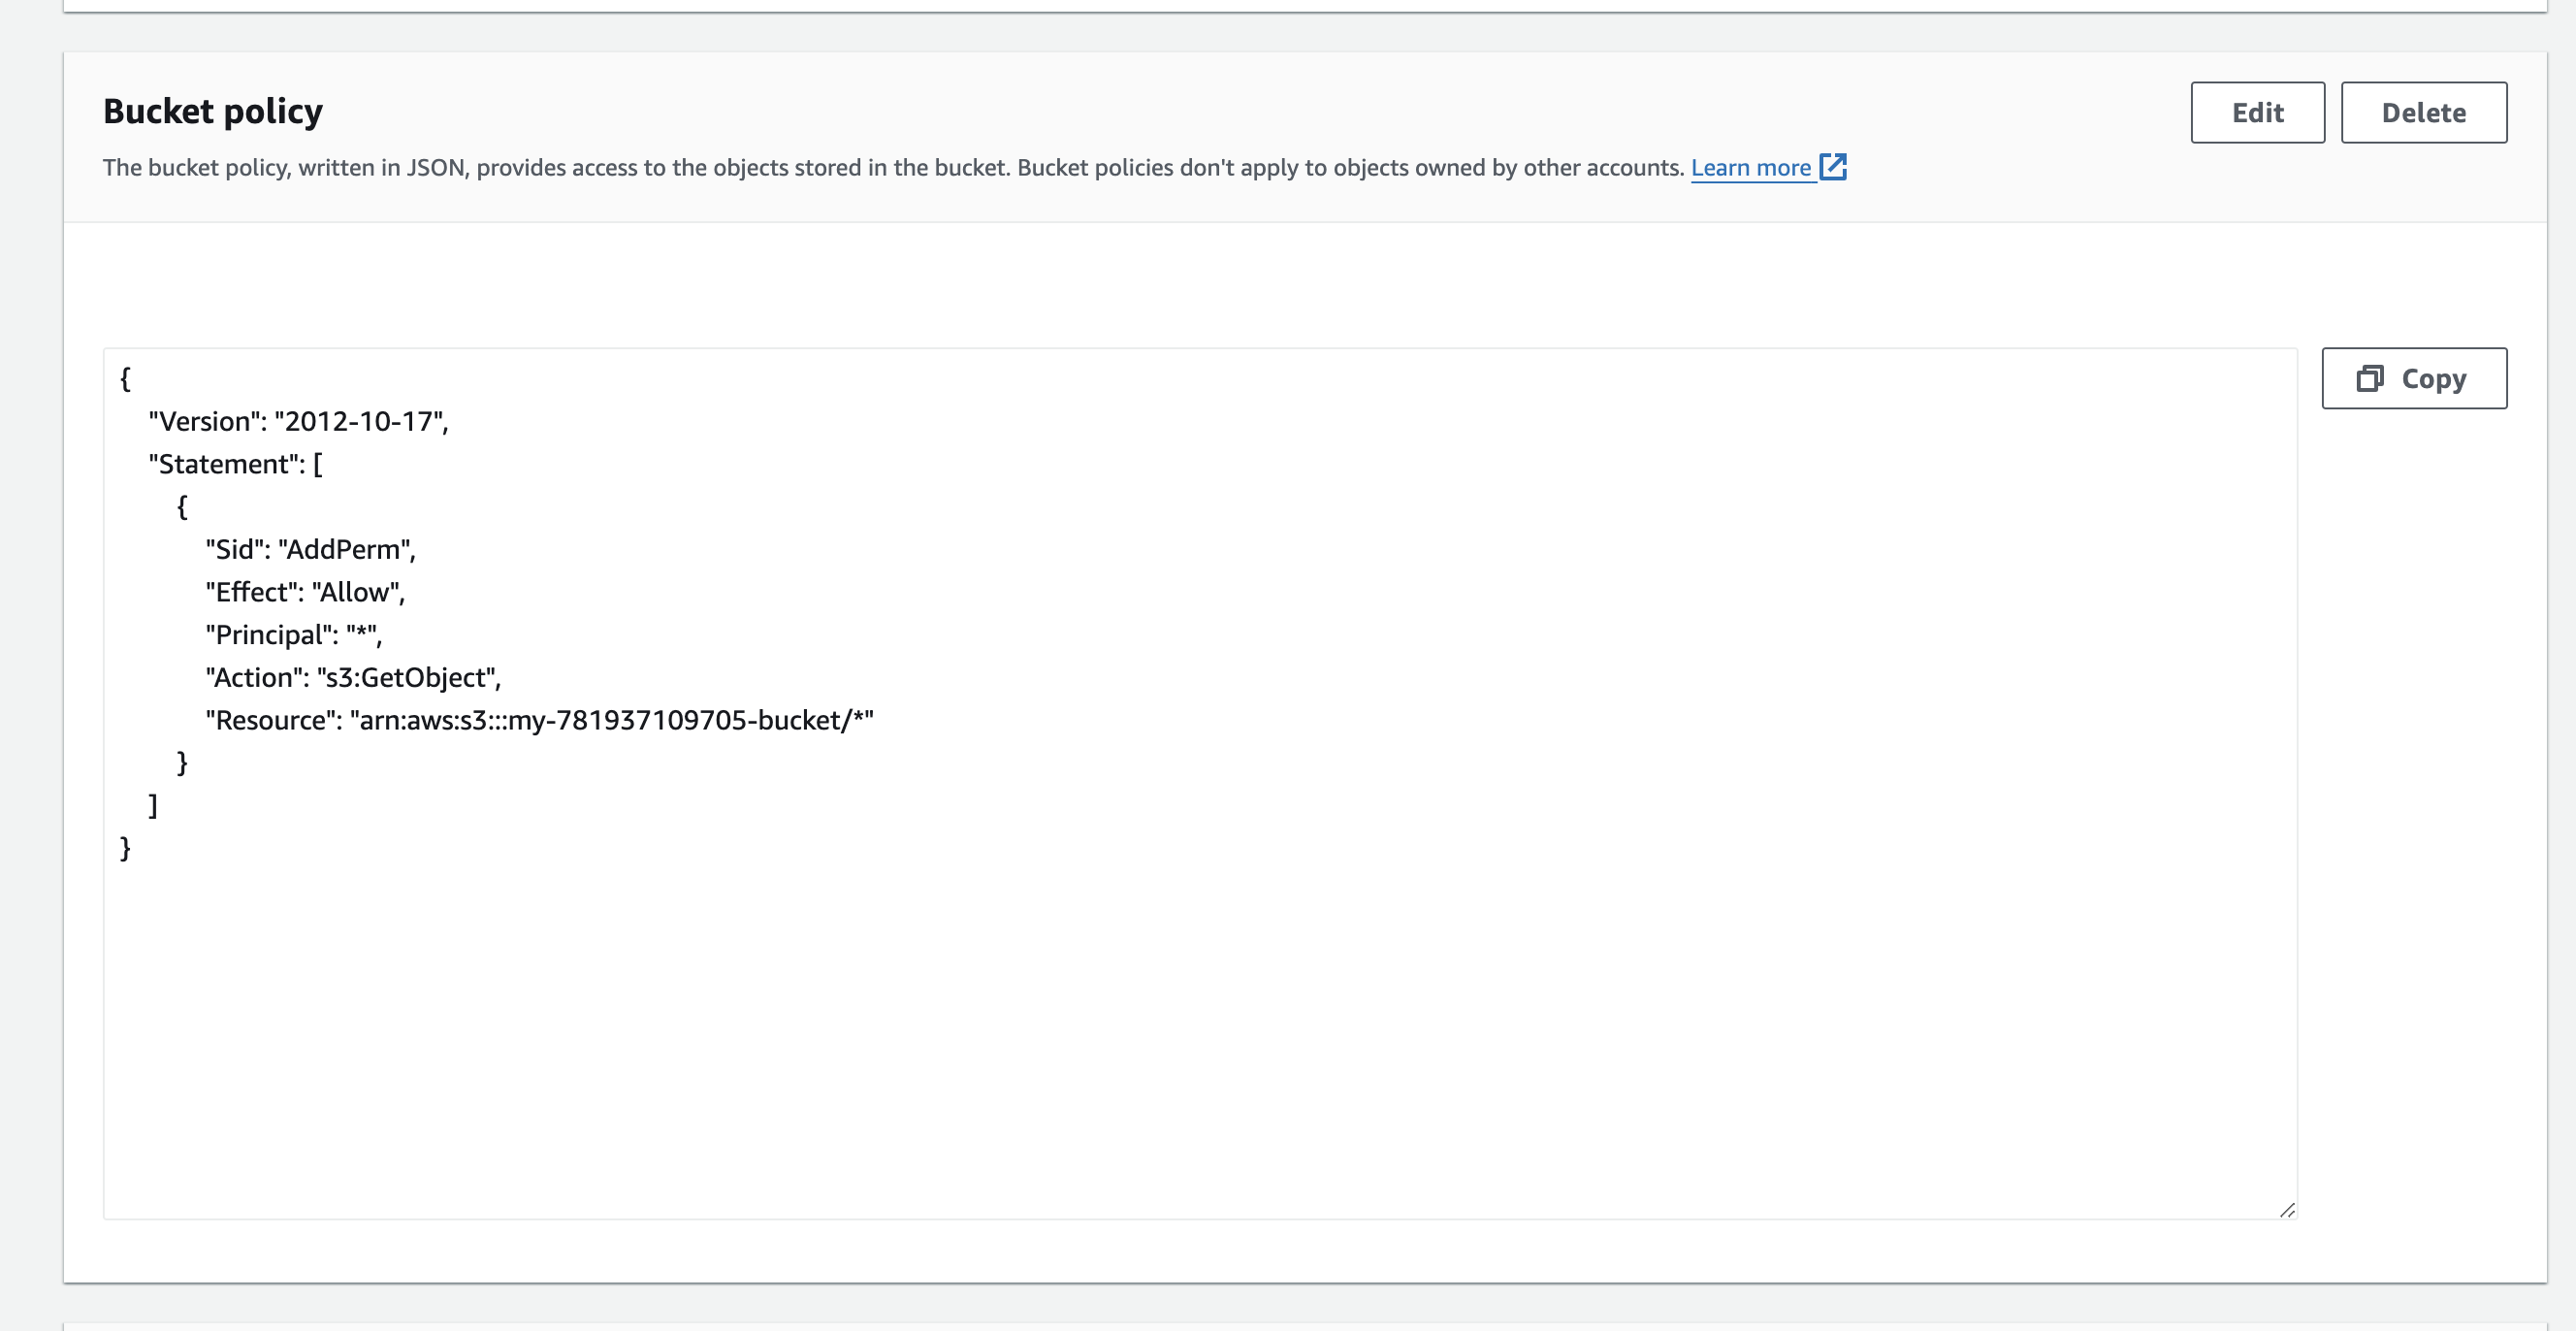 Bucket policy
Edit
Delete
The bucket policy, written in JSON, provides access to the objects stored in the bucket. Bucket policies don't apply to objects owned by other accounts. Learn more
{
"Version": "2012-10-17",
"Statement": [
{
"Sid": "AddPerm",
"Effect": "Allow",
"Principal": "*",
"Action": "s3:GetObject",
"Resource": "arn:aws:s3:::my-781937109705-bucket/*"
}
]
}
Copy